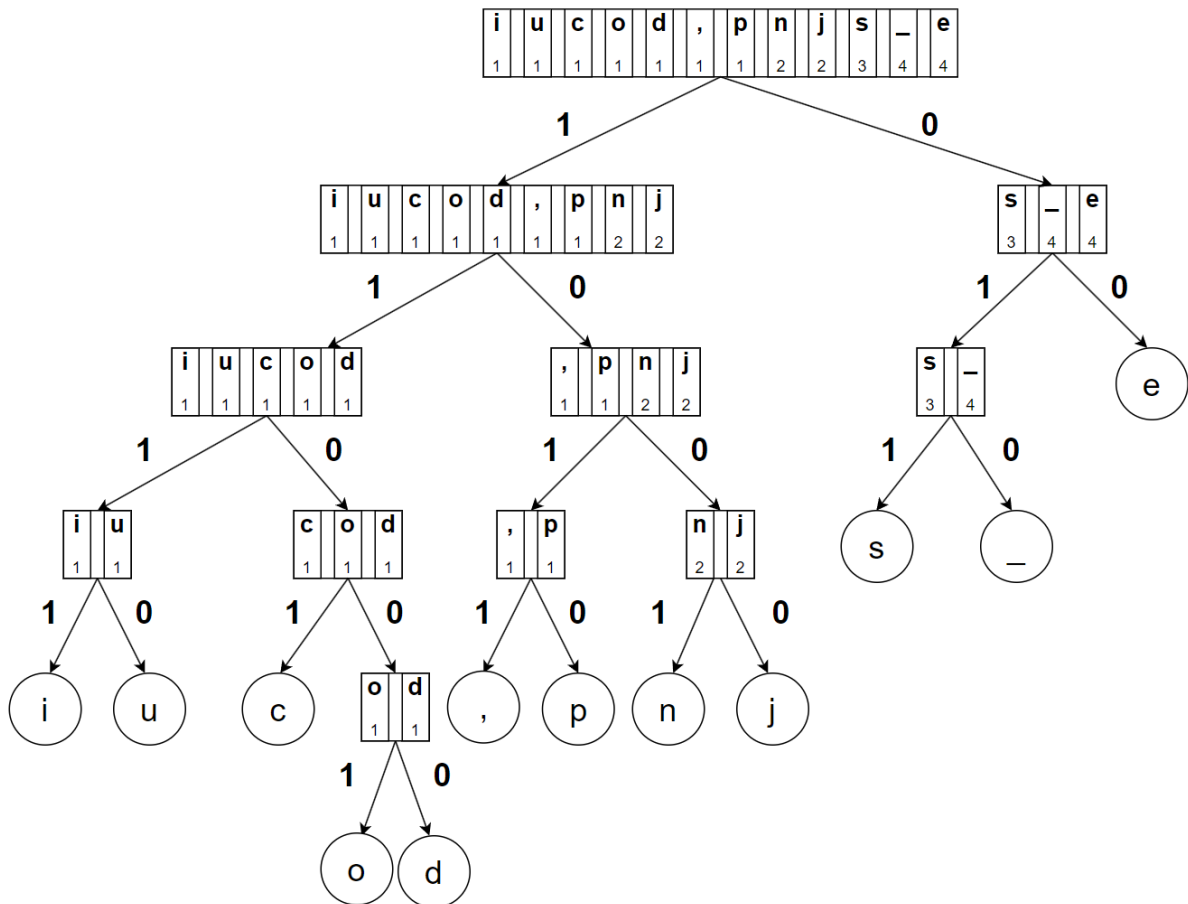 i u c o d , p n j s _ e
1 1 1 1 1 1 1 2 2 3 4 4
1 0
i u c o d , p n j
1 1 1 1 1 1 1 2 2
s _ e
3 4 4
1 0 1 0
i u c o d
1 1 1 1 1
, p n j
1 1 2 2
s _
3 4
e
1 0 1 0 1 0
i u
1 1
c o d
1 1 1
, p
1 1
n j
2 2
s
_
1 0 1 0 1 0 1 0
i
u
c
o d
1 1
,
p
n
j
1 0
o
d